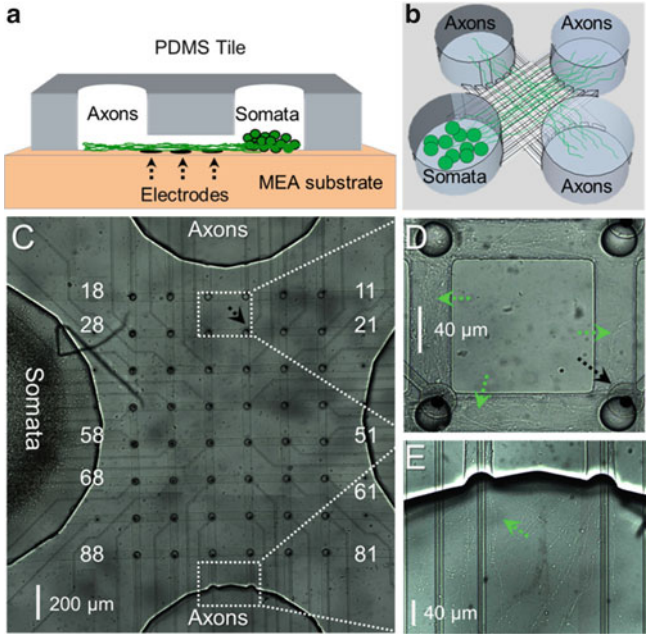 a
PDMS Tile
Axons
Somata
Electrodes
MEA substrate
b
Axons
Axons
Somata
Axons
C
Axons
18
11
28
21
Somata
58
51
68
61
88
81
200 µm
Axons
D
40 µm
E
40 µm